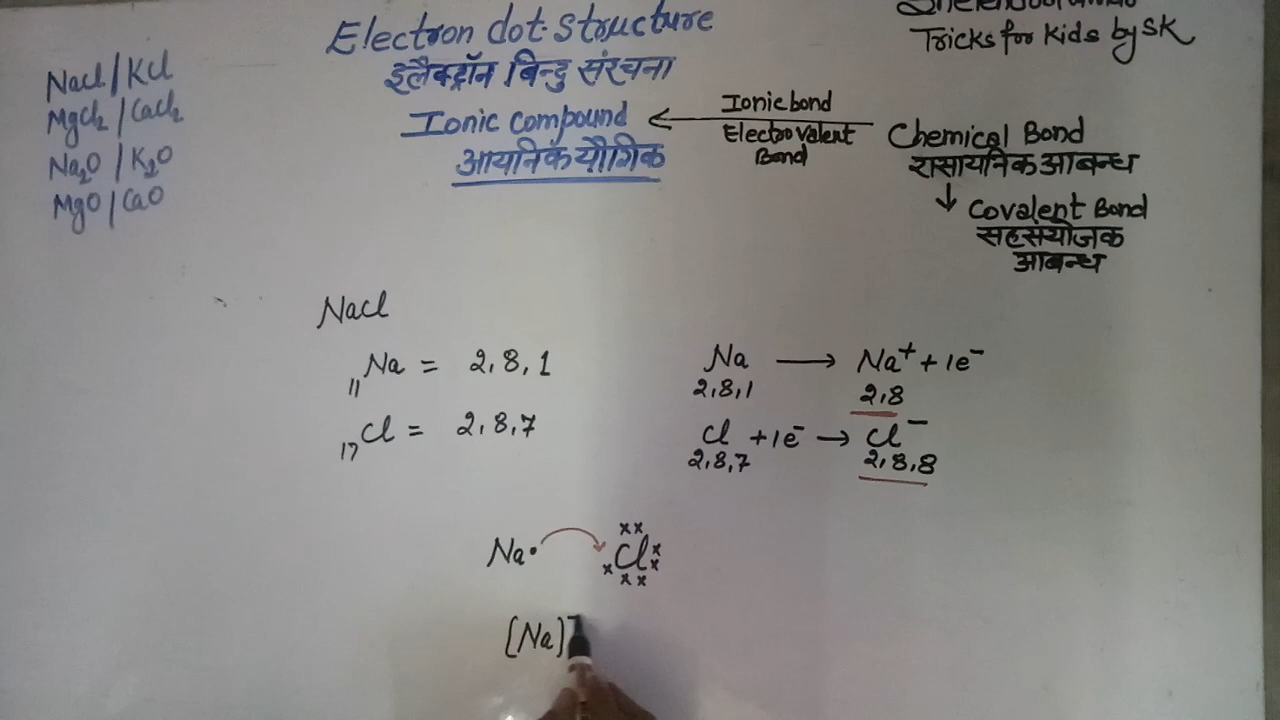 Electron dot structure
इलैक्ट्रॉन बिन्दु संरचना
Ionic compound
आयनिक यौगिक
Tricks for Kids by SK
NaCl / KCl
MgCl₂ / CaCl₂
Na₂O / K₂O
MgO / CaO
Ionic bond
Electrovalent
Bond
Chemical Bond
रासायनिक आबन्ध
Covalent Bond
सहसंयोजक
आबन्ध
NaCl
₁₁Na = 2,8,1
₁₇Cl = 2,8,7
Na ⟶ Na⁺ + 1e⁻
2,8,1 2,8
Cl + 1e⁻ → Cl⁻
2,8,7 2,8,8
Na• Cl
[Na]